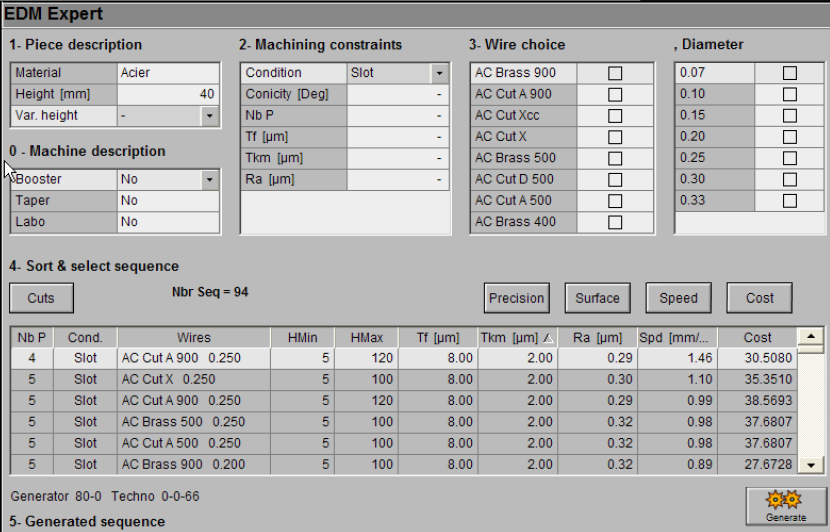 EDM Expert
1- Piece description
Material Acier
Height [mm] 40
Var. height -
0 - Machine description
Booster No
Taper No
Labo No
2- Machining constraints
Condition Slot
Conicity [Deg] -
Nb P -
Tf [µm] -
Tkm [µm] -
Ra [µm] -
3- Wire choice
AC Brass 900
AC Cut A 900
AC Cut Xcc
AC Cut X
AC Brass 500
AC Cut D 500
AC Cut A 500
AC Brass 400
, Diameter
0.07
0.10
0.15
0.20
0.25
0.30
0.33
4- Sort & select sequence
Cuts
Nbr Seq = 94
Precision Surface Speed Cost
Nb P Cond. Wires HMin HMax Tf [µm] Tkm [µm] Ra [µm] Spd [mm/... Cost
4 Slot AC Cut A 900 0.250 5 120 8.00 2.00 0.29 1.46 30.5080
5 Slot AC Cut X 0.250 5 100 8.00 2.00 0.30 1.10 35.3510
5 Slot AC Cut A 900 0.250 5 120 8.00 2.00 0.29 0.99 38.5693
5 Slot AC Brass 500 0.250 5 100 8.00 2.00 0.32 0.98 37.6807
5 Slot AC Cut A 500 0.250 5 100 8.00 2.00 0.32 0.98 37.6807
5 Slot AC Brass 900 0.200 5 100 8.00 2.00 0.32 0.89 27.6728
Generator 80-0 Techno 0-0-66
Generate
5- Generated sequence